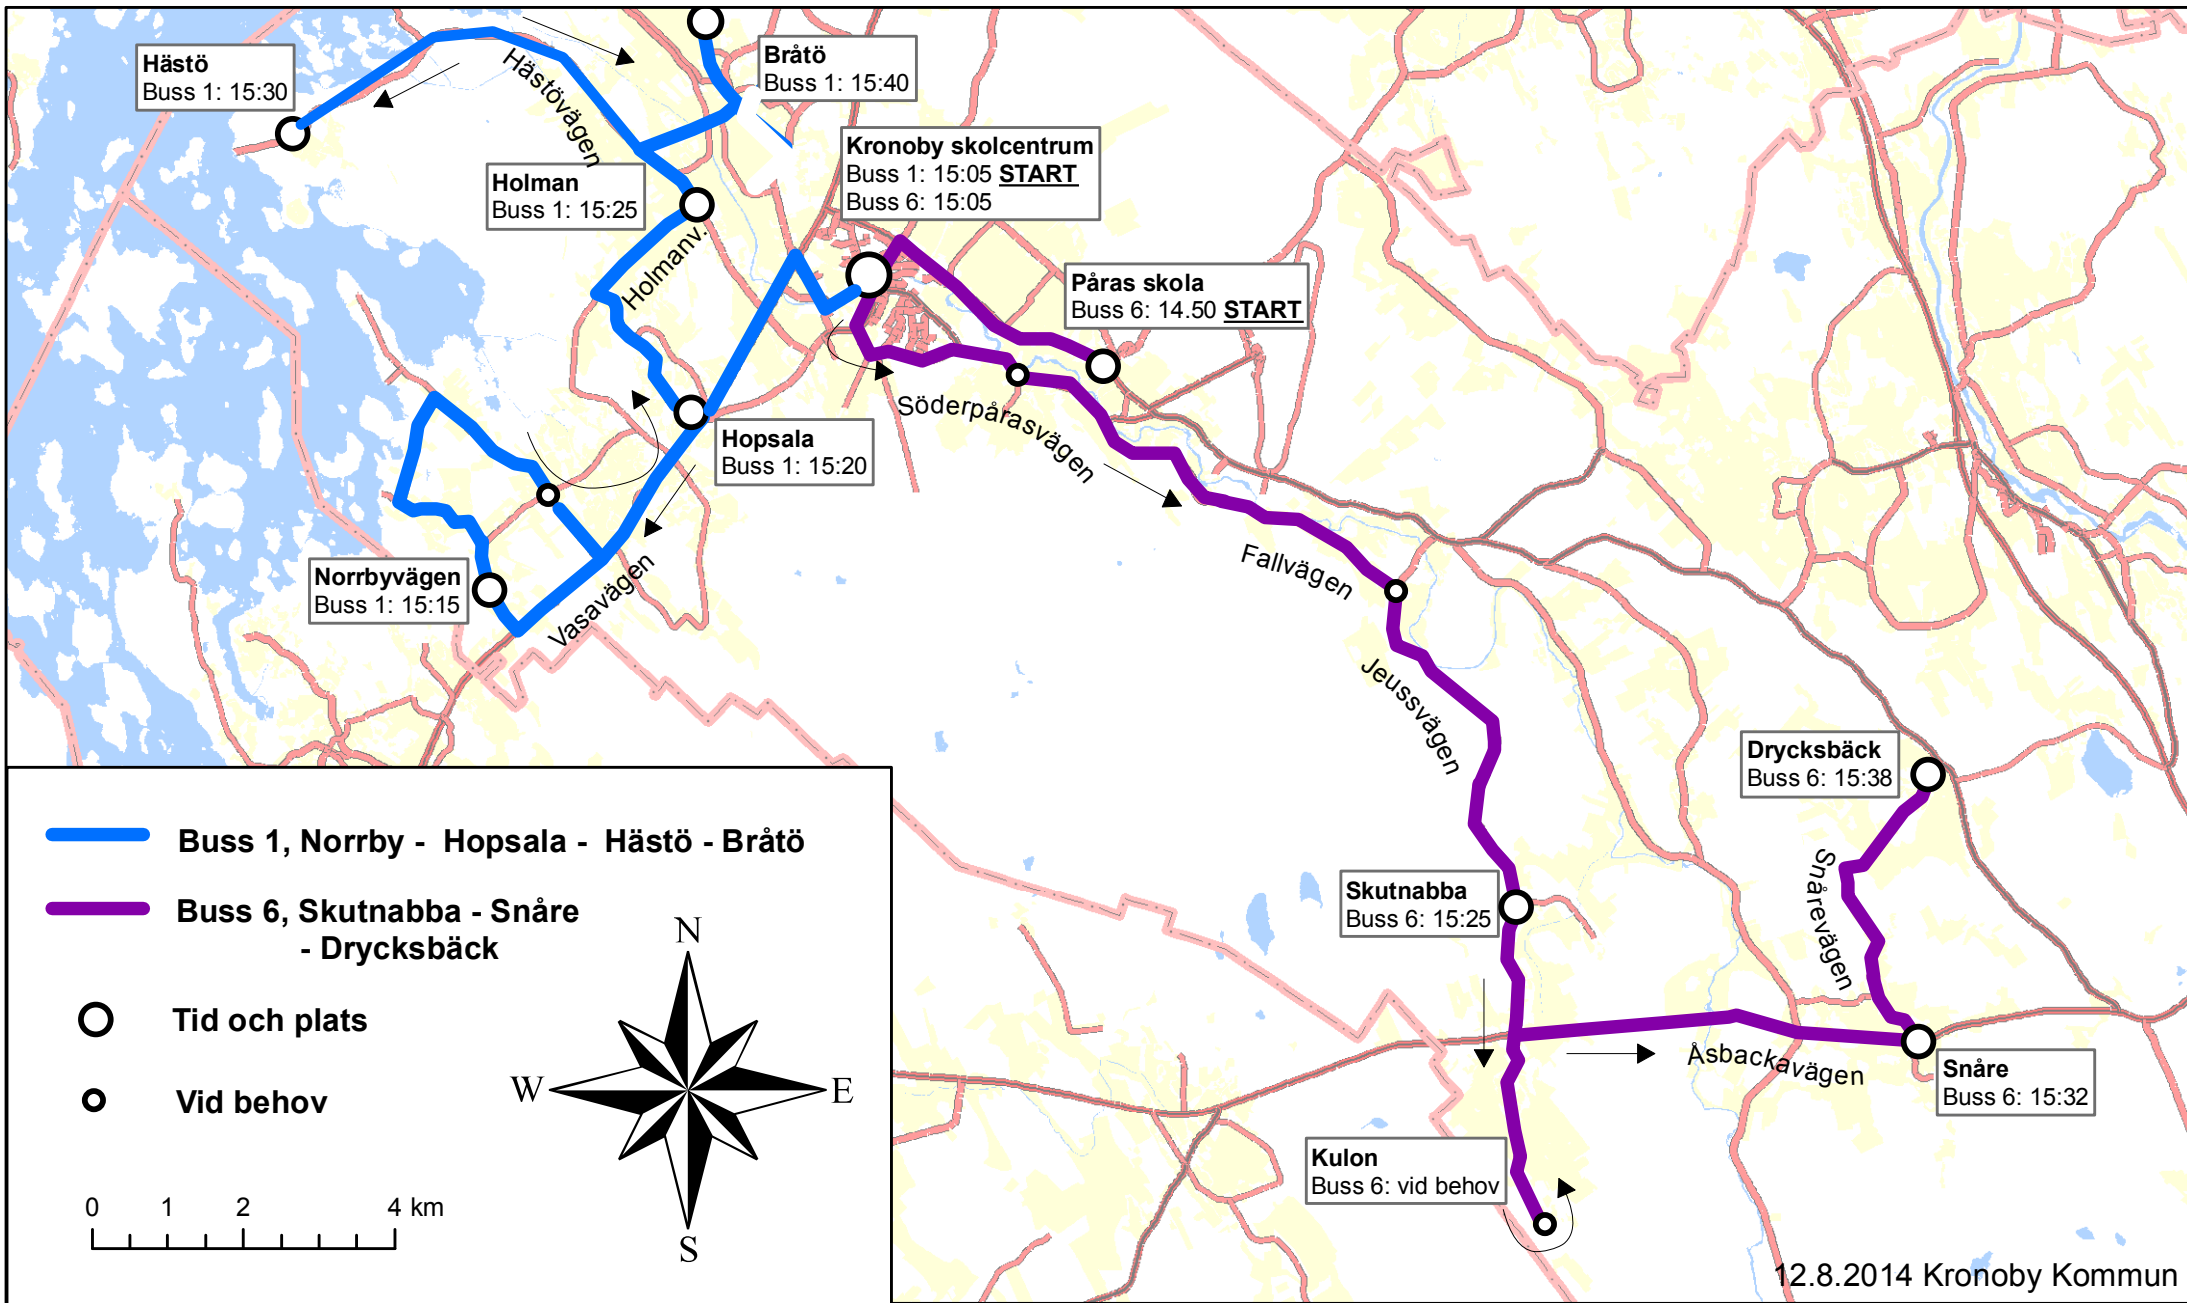 Hästö
Buss 1: 15:30
Bråtö
Buss 1: 15:40
Hästövägen
Kronoby skolcentrum
Buss 1: 15:05 START
Buss 6: 15:05
Holman
Buss 1: 15:25
Holmanv.
Påras skola
Buss 6: 14.50 START
Söderpårasvägen
Hopsala
Buss 1: 15:20
Norrbyvägen
Buss 1: 15:15
Vasavägen
Fallvägen
Jeussvägen
Drycksbäck
Buss 6: 15:38
Snårevägen
Skutnabba
Buss 6: 15:25
Åsbackavägen
Snåre
Buss 6: 15:32
Kulon
Buss 6: vid behov
Buss 1, Norrby - Hopsala - Hästö - Bråtö
Buss 6, Skutnabba - Snåre
- Drycksbäck
Tid och plats
Vid behov
N
W
E
S
0 1 2 4 km
12.8.2014 Kronoby Kommun